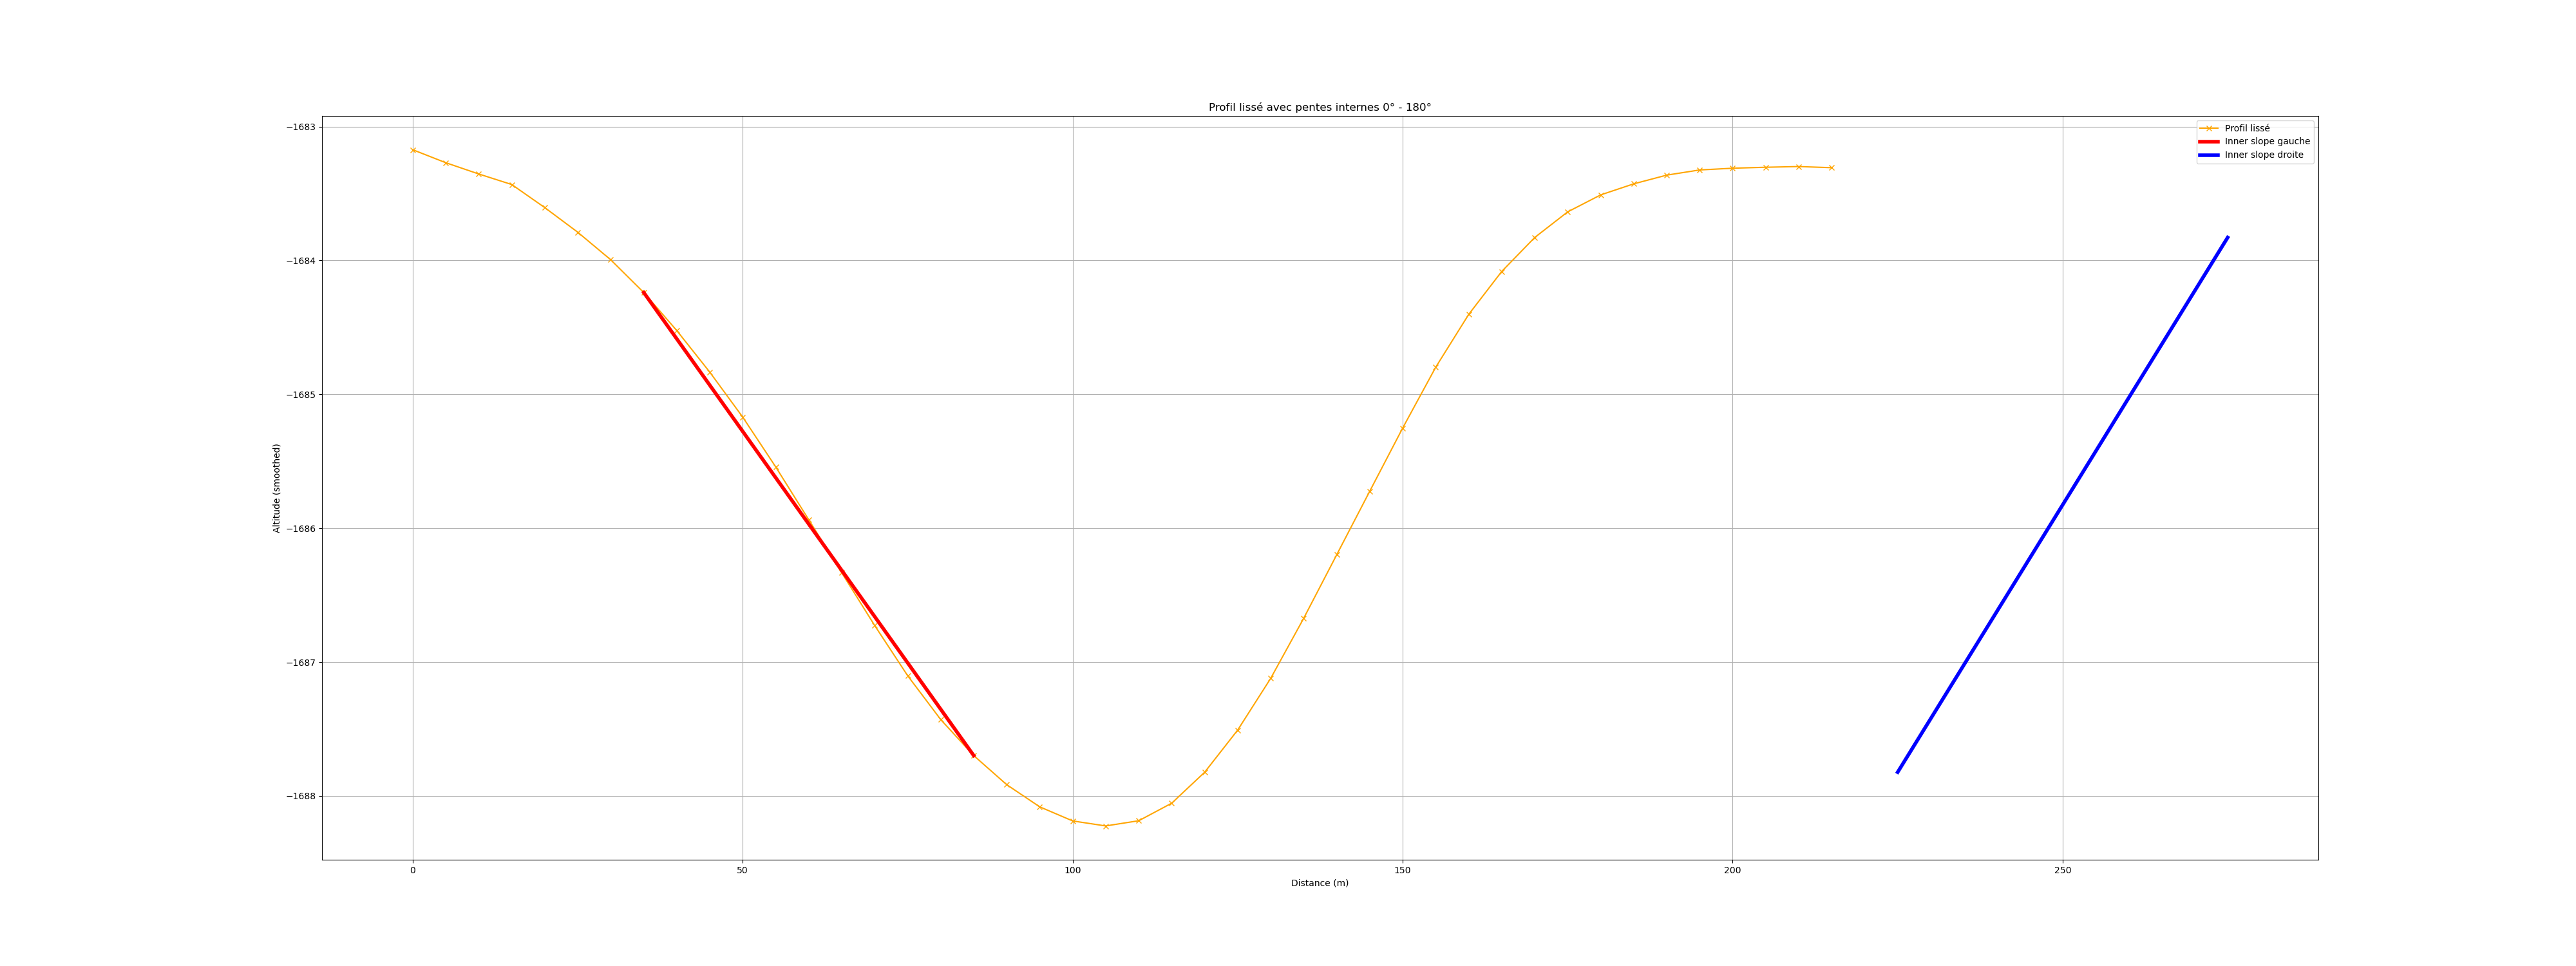 Profil lissé avec pentes internes 0° - 180°
Profil lissé
Inner slope gauche
Inner slope droite
Altitude (smoothed)
−1683
−1684
−1685
−1686
−1687
−1688
0
50
100
150
200
250
Distance (m)